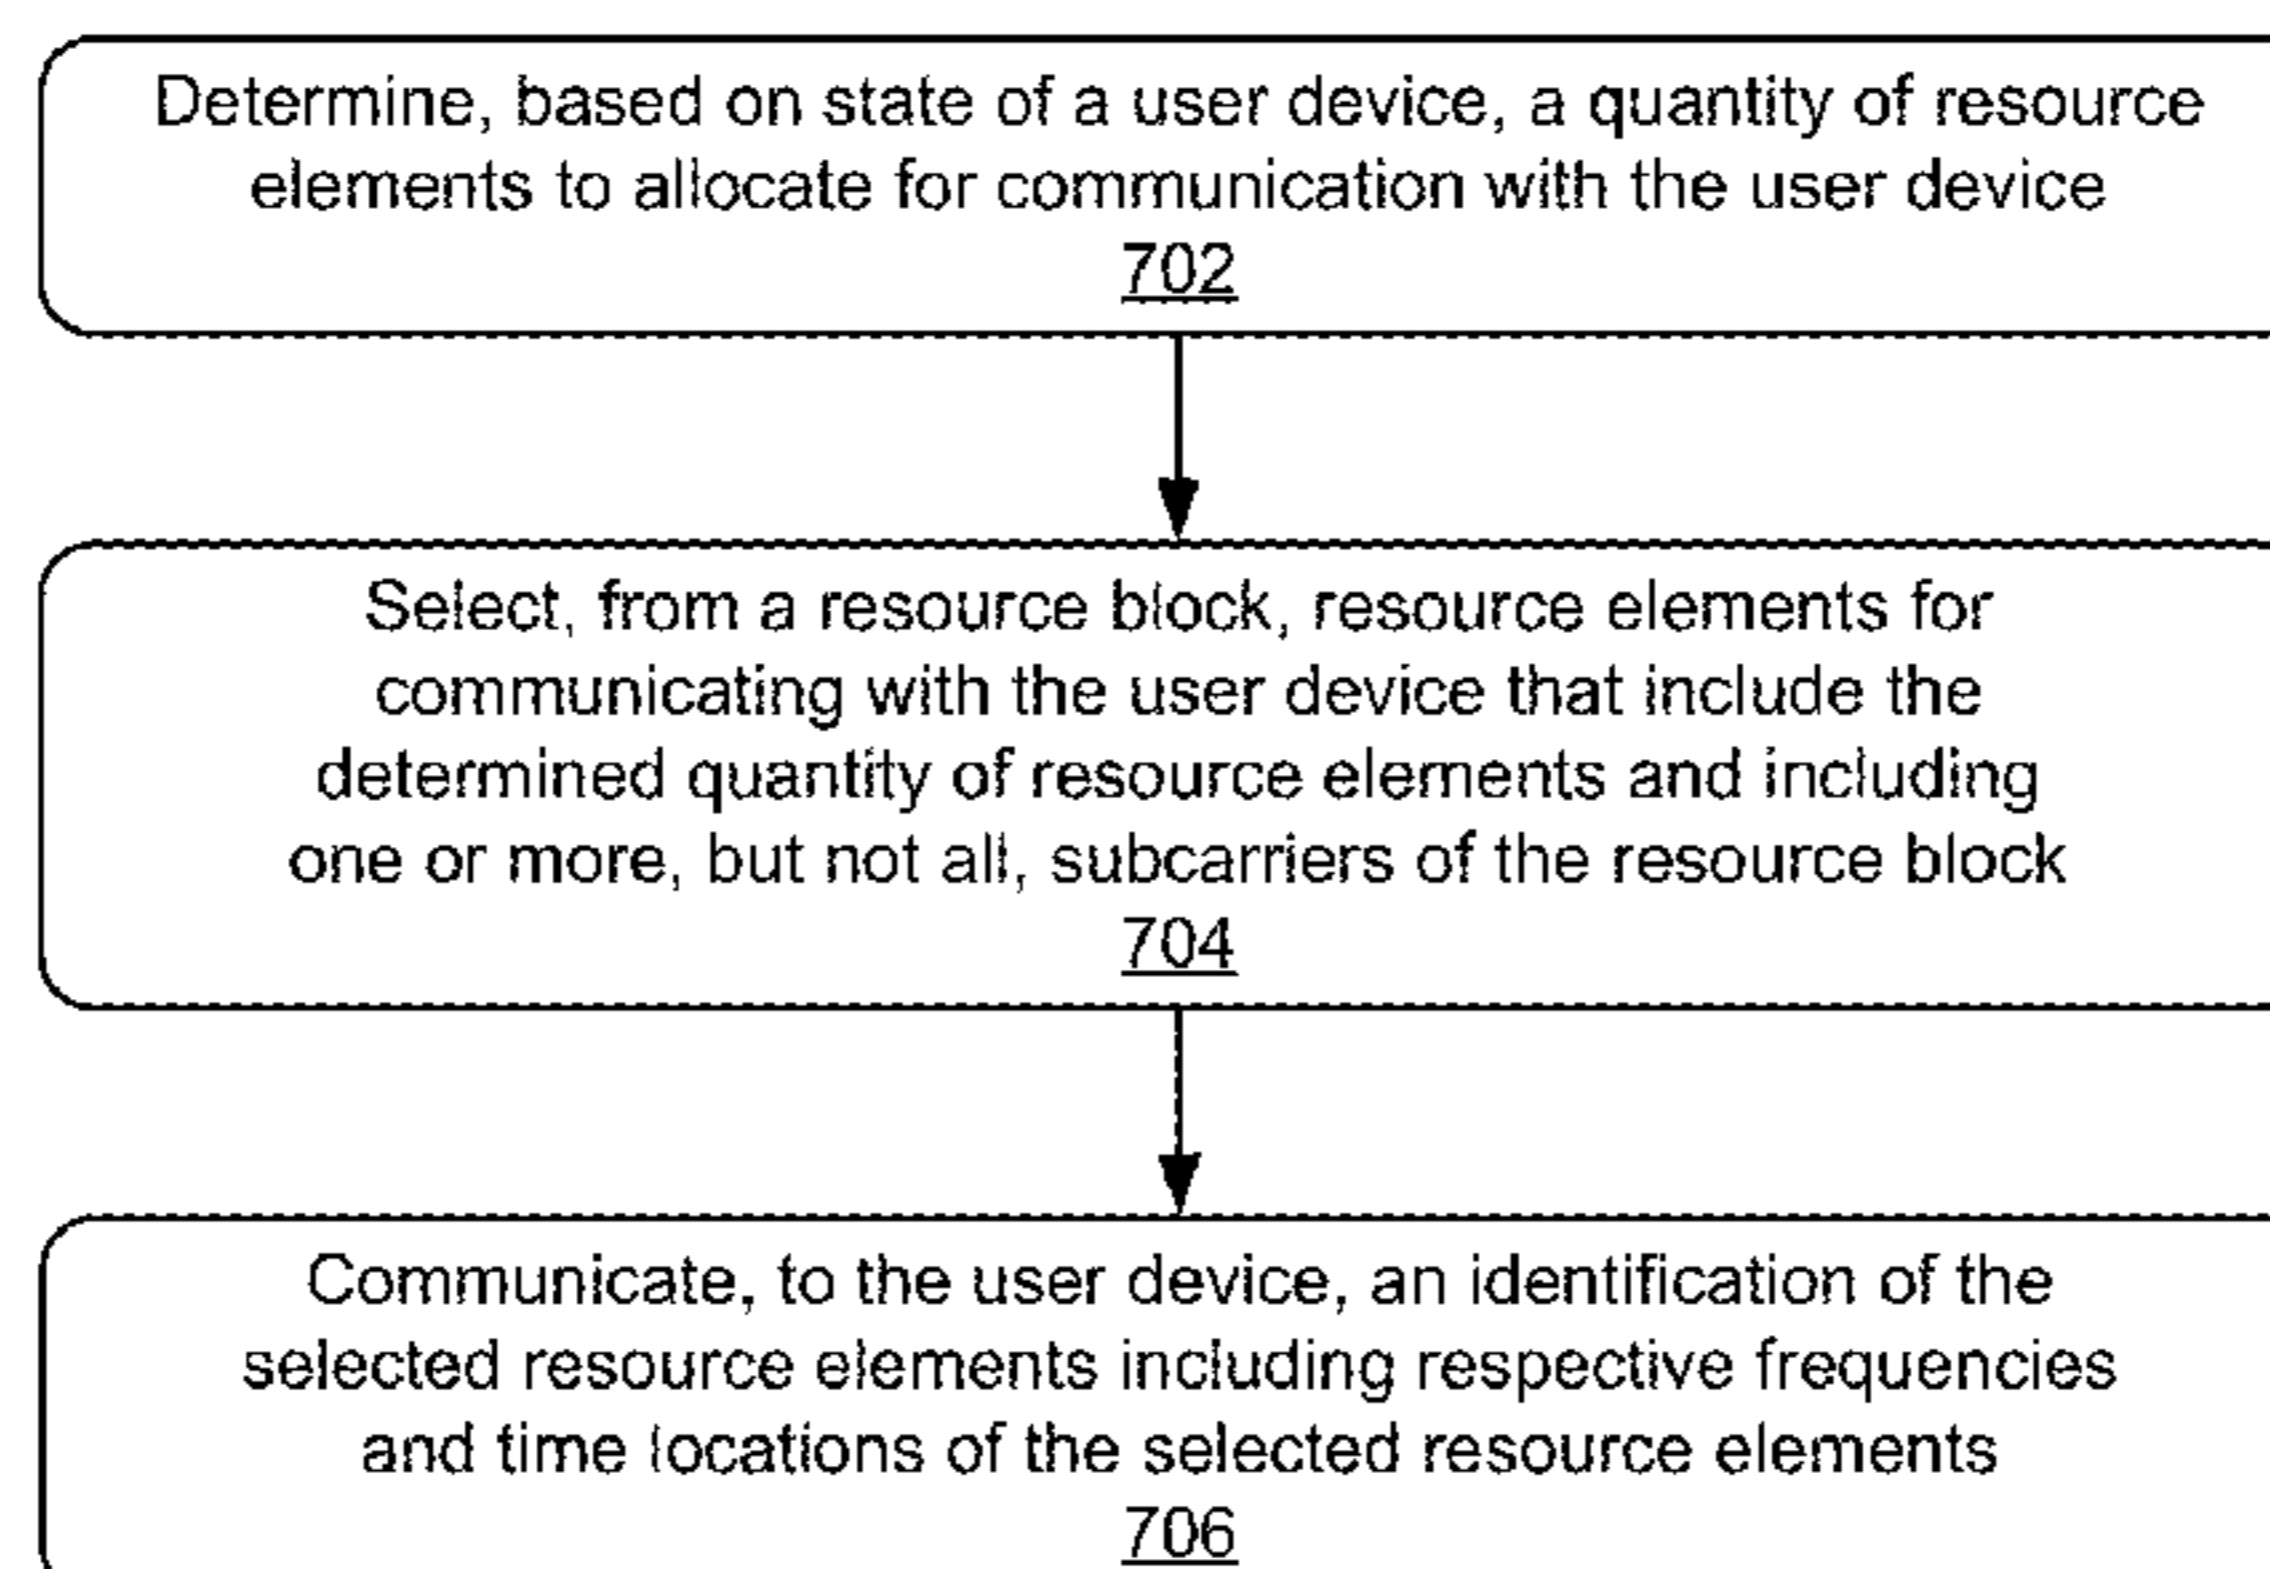 Determine, based on state of a user device, a quantity of resource
elements to allocate for communication with the user device
702
Select, from a resource block, resource elements for
communicating with the user device that include the
determined quantity of resource elements and including
one or more, but not all, subcarriers of the resource block
704
Communicate, to the user device, an identification of the
selected resource elements including respective frequencies
and time locations of the selected resource elements
706